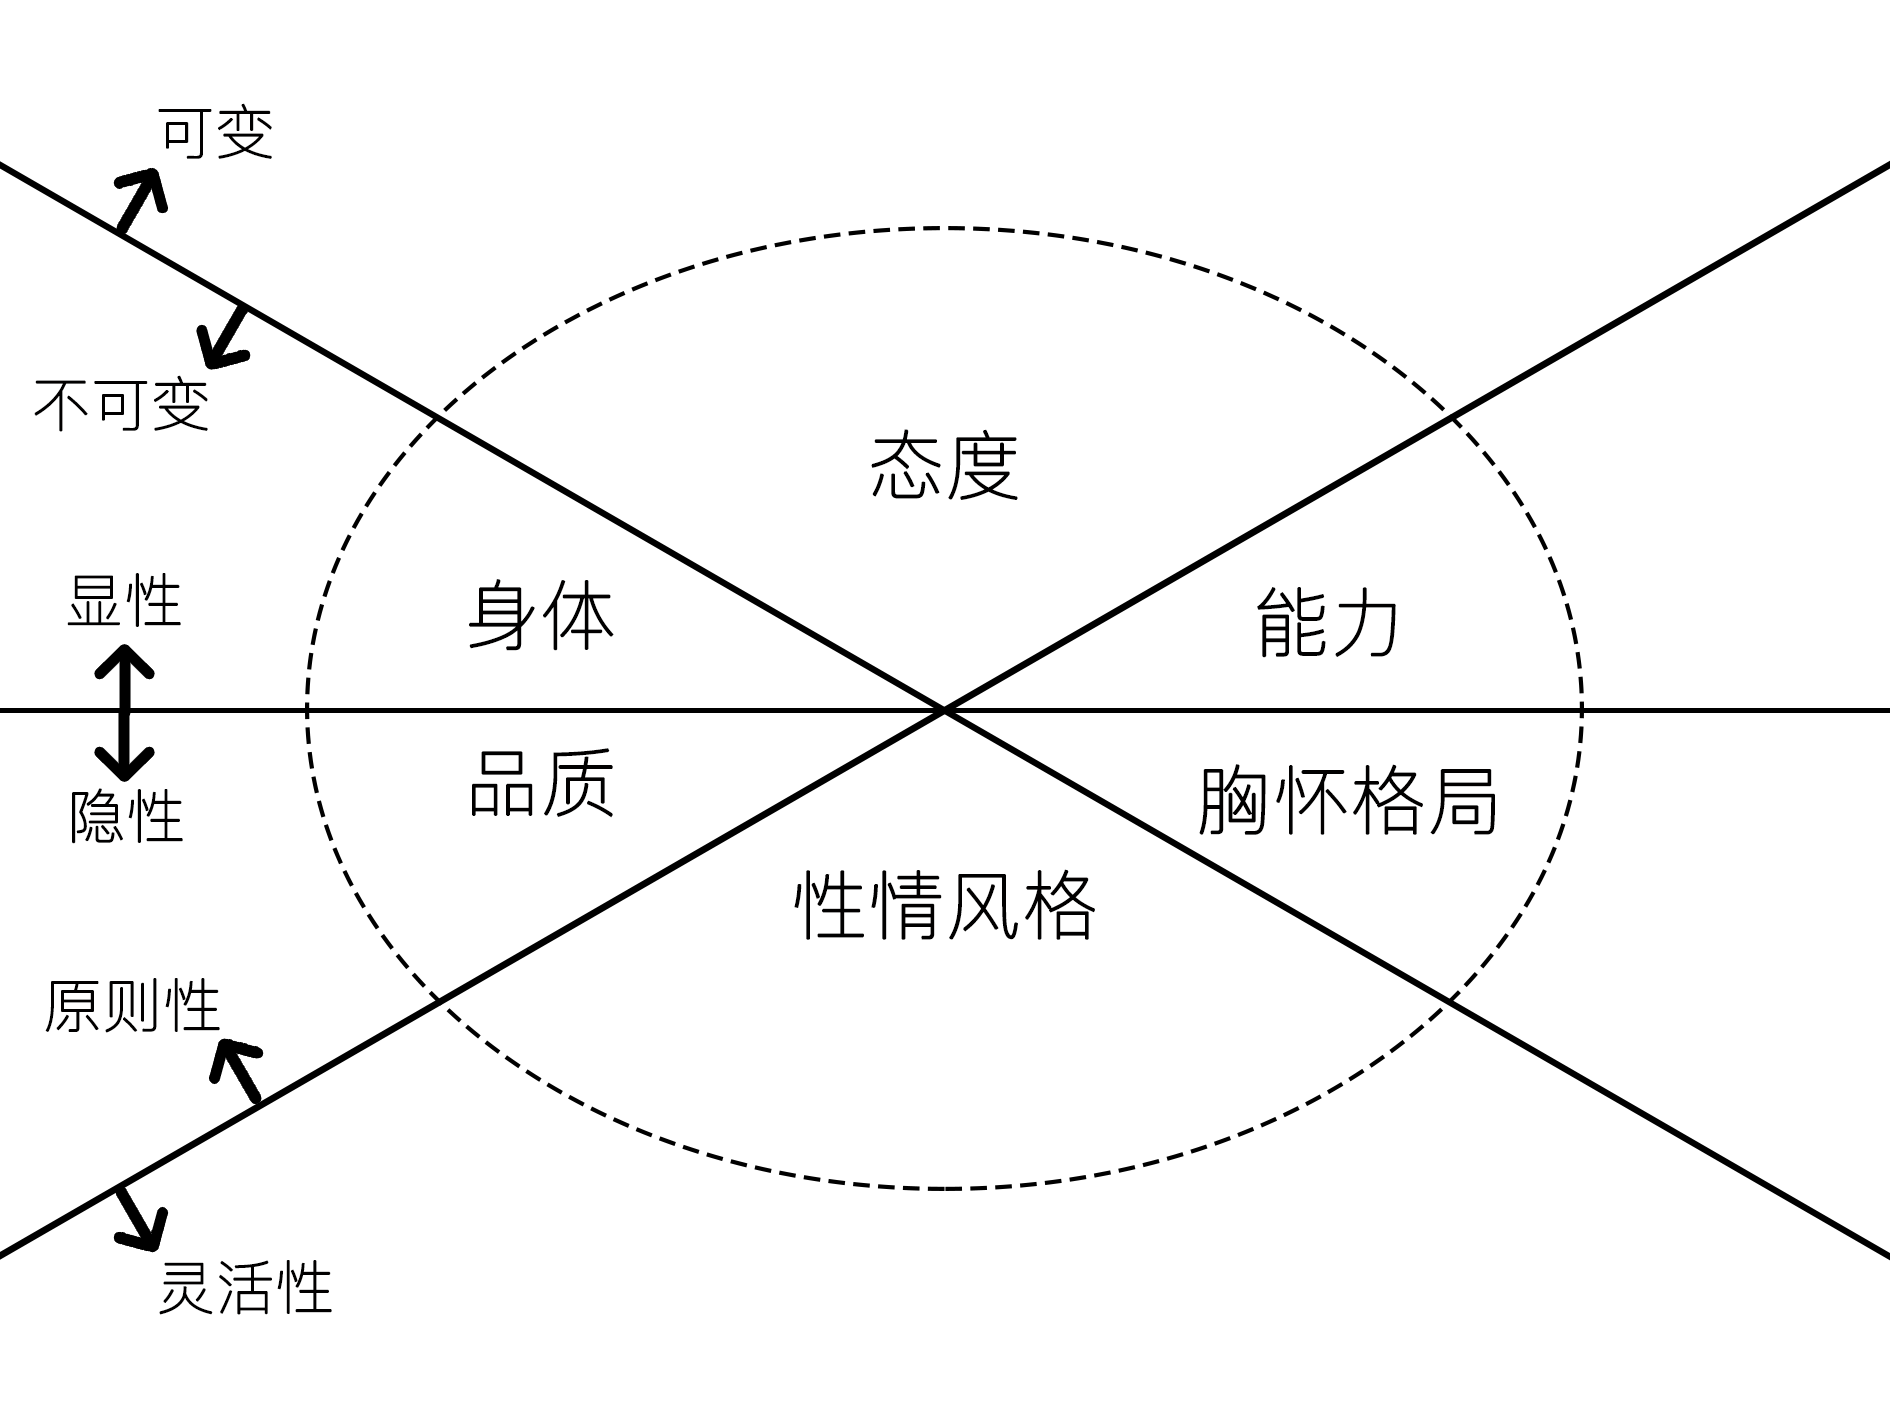 可变
不可变
态度
身体
能力
显性
隐性
品质
胸怀格局
性情风格
原则性
灵活性